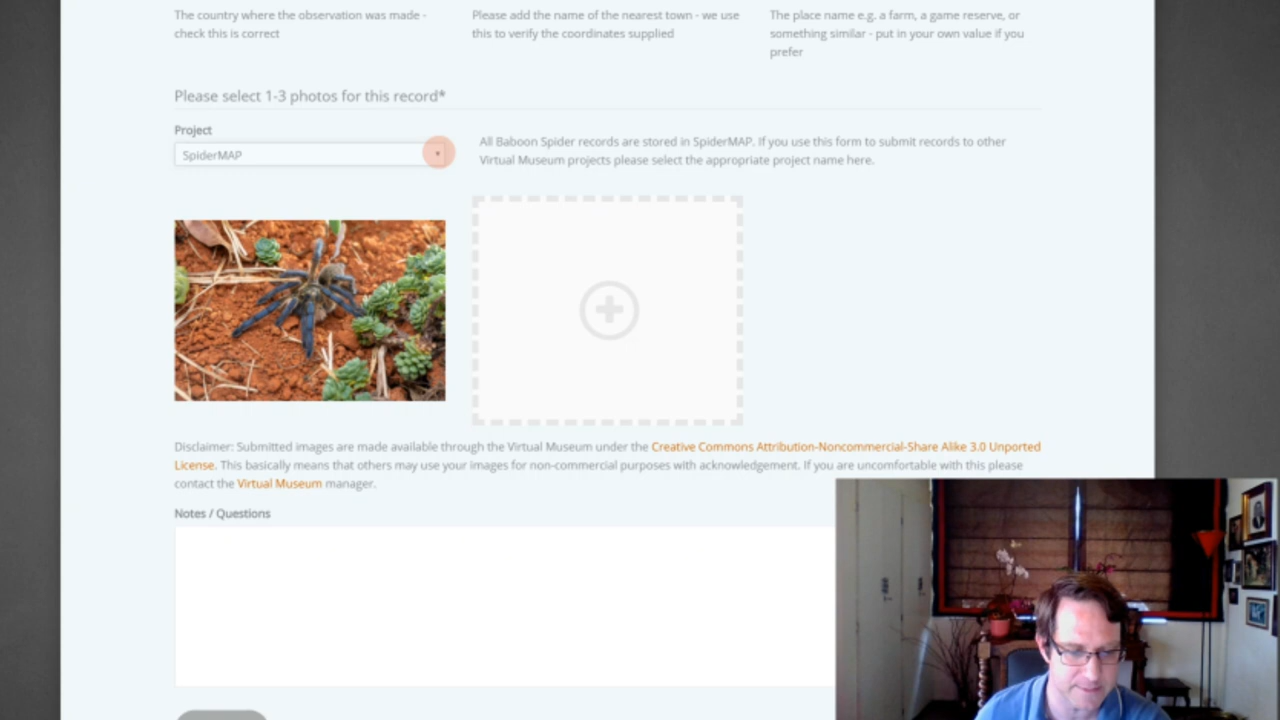 The country where the observation was made -
check this is correct
Please add the name of the nearest town - we use
this to verify the coordinates supplied
The place name e.g. a farm, a game reserve, or
something similar - put in your own value if you
prefer
Please select 1-3 photos for this record*
Project
SpiderMAP
All Baboon Spider records are stored in SpiderMAP. If you use this form to submit records to other
Virtual Museum projects please select the appropriate project name here.
Disclaimer: Submitted images are made available through the Virtual Museum under the Creative Commons Attribution-Noncommercial-Share Alike 3.0 Unported
License. This basically means that others may use your images for non-commercial purposes with acknowledgement. If you are uncomfortable with this please
contact the Virtual Museum manager.
Notes / Questions